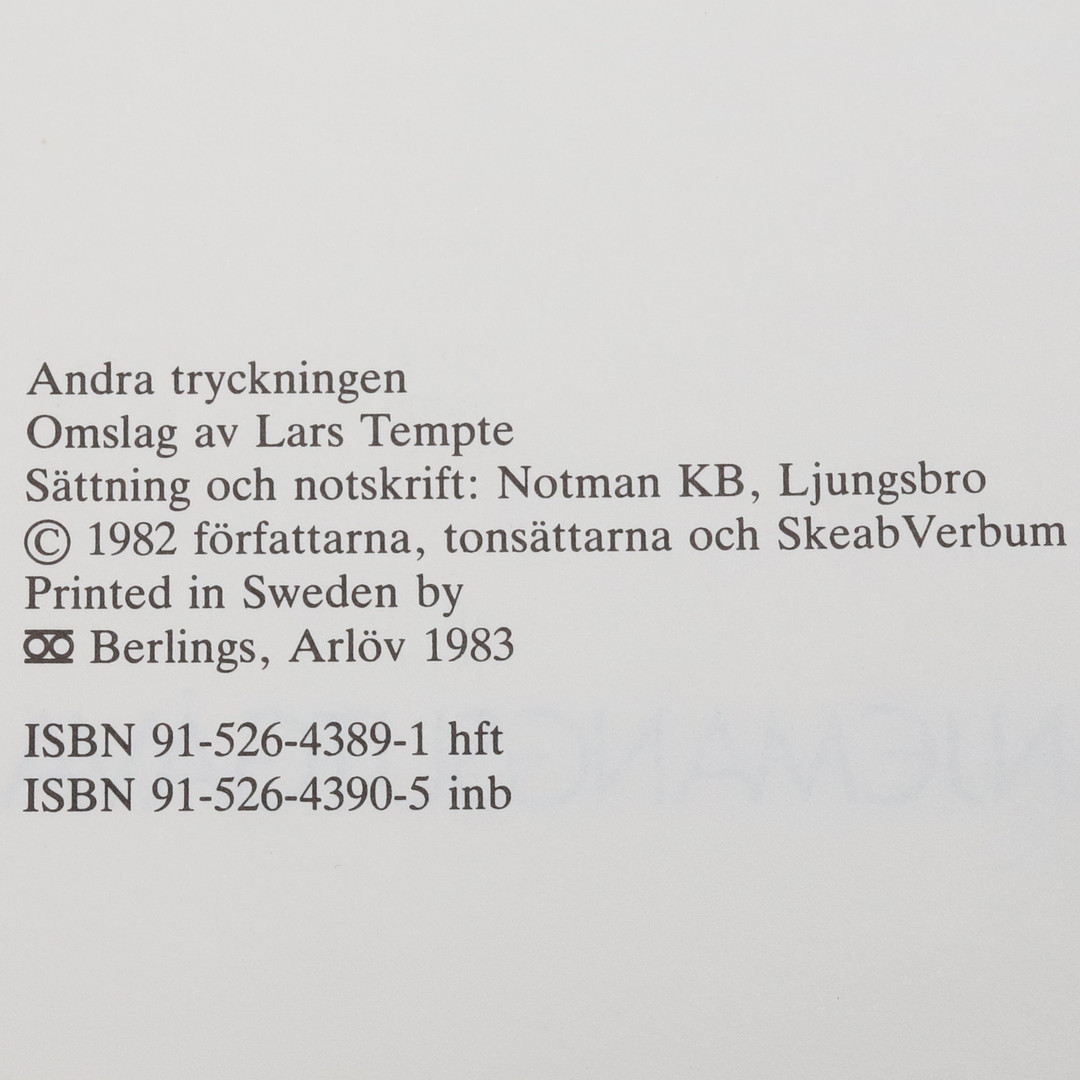 Andra tryckningen
Omslag av Lars Tempte
Sättning och notskrift: Notman KB, Ljungsbro
© 1982 författarna, tonsättarna och SkeabVerbum
Printed in Sweden by
Berlings, Arlöv 1983
ISBN 91-526-4389-1 hft
ISBN 91-526-4390-5 inb